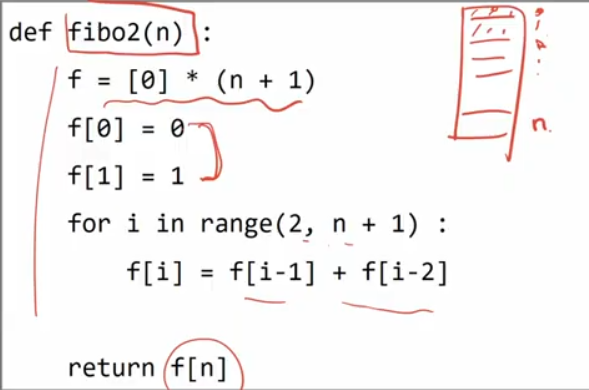 def fibo2(n) :
    f = [0] * (n + 1)
    f[0] = 0
    f[1] = 1
    for i in range(2, n + 1) :
        f[i] = f[i-1] + f[i-2]
    return f[n]
0
1
2
:
n.